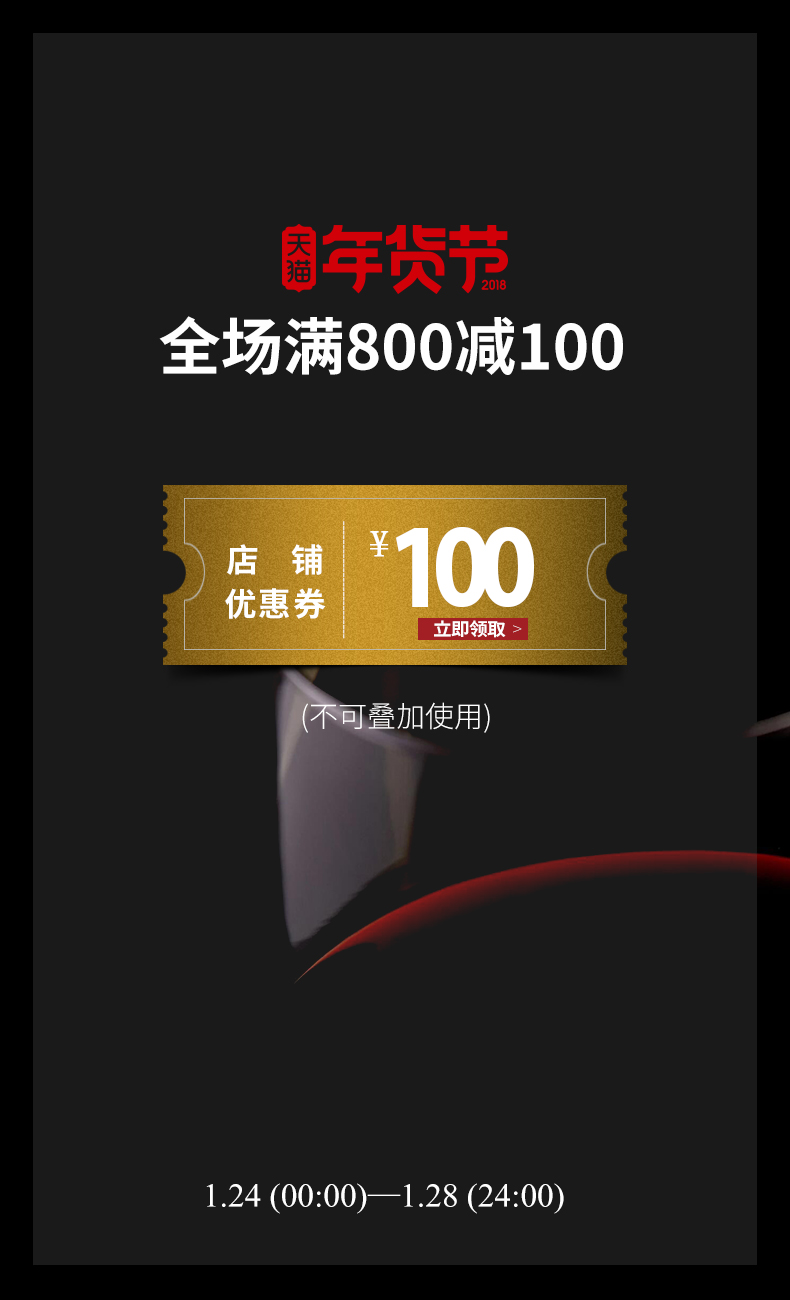 天猫
年货节
2018
全场满800减100
店 铺
优惠券
¥100
立即领取 >
(不可叠加使用)
1.24 (00:00)—1.28 (24:00)